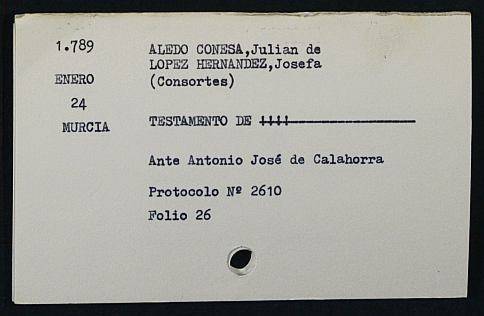 1.789
ENERO
24
MURCIA
ALEDO CONESA,Julian de
LOPEZ HERNANDEZ,Josefa
(Consortes)
TESTAMENTO DE
Ante Antonio José de Calahorra
Protocolo Nº 2610
Folio 26